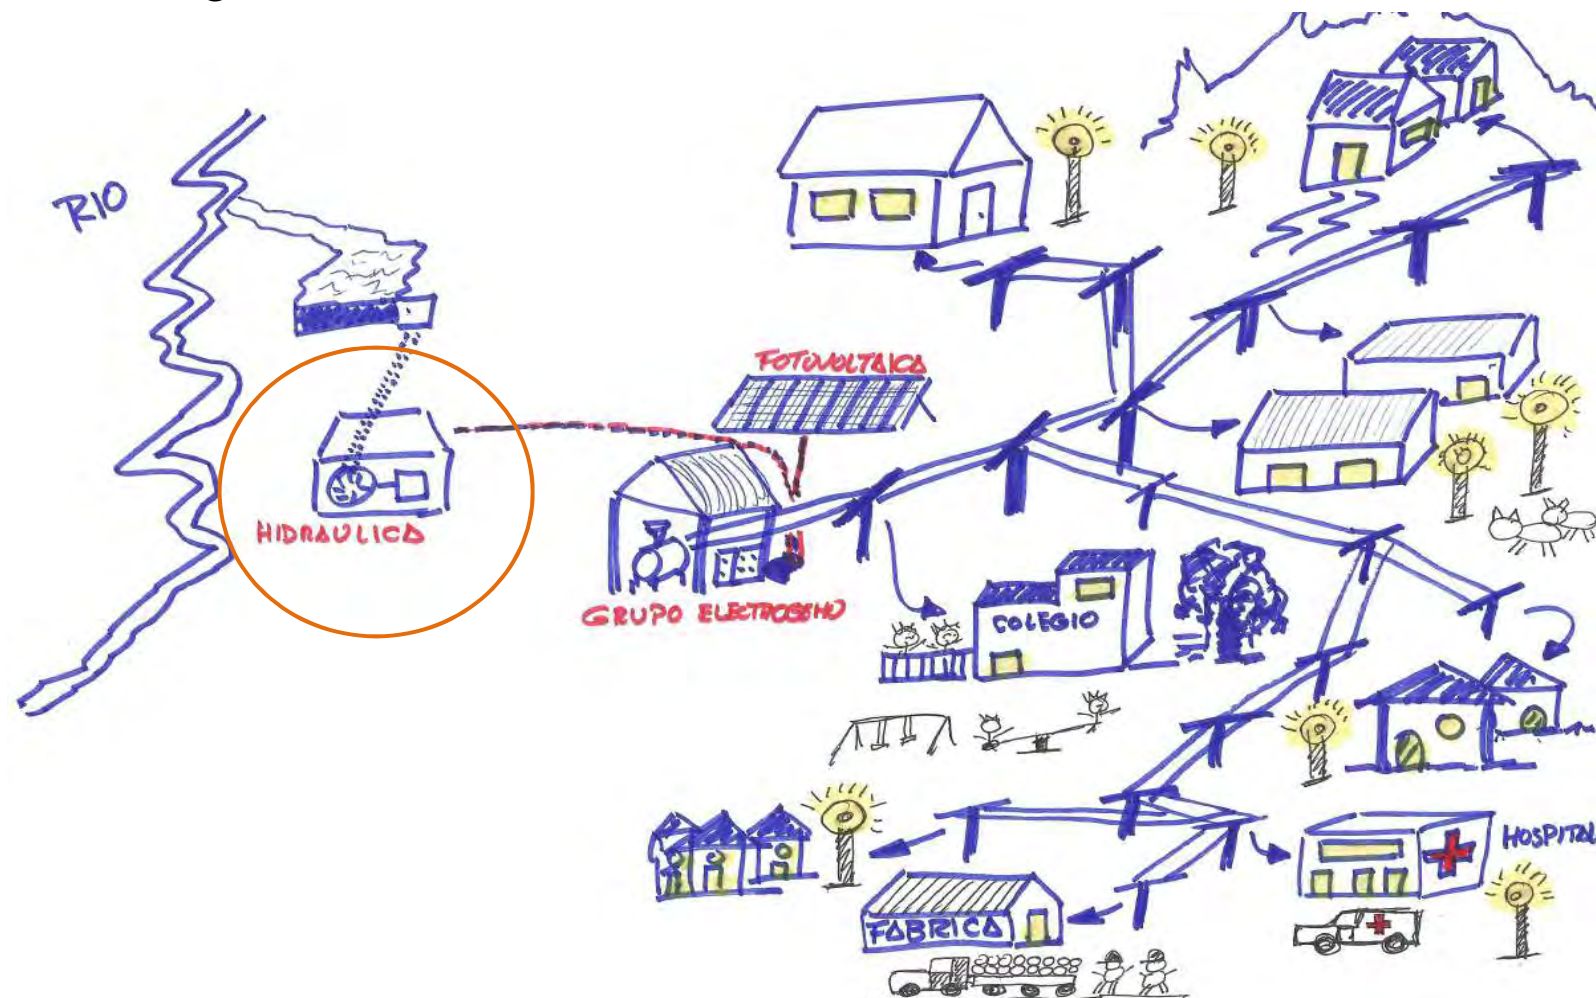 RIO
FOTOVOLTAICA
HIDRAULICA
GRUPO ELECTROGENO
COLEGIO
HOSPITAL
FABRICA